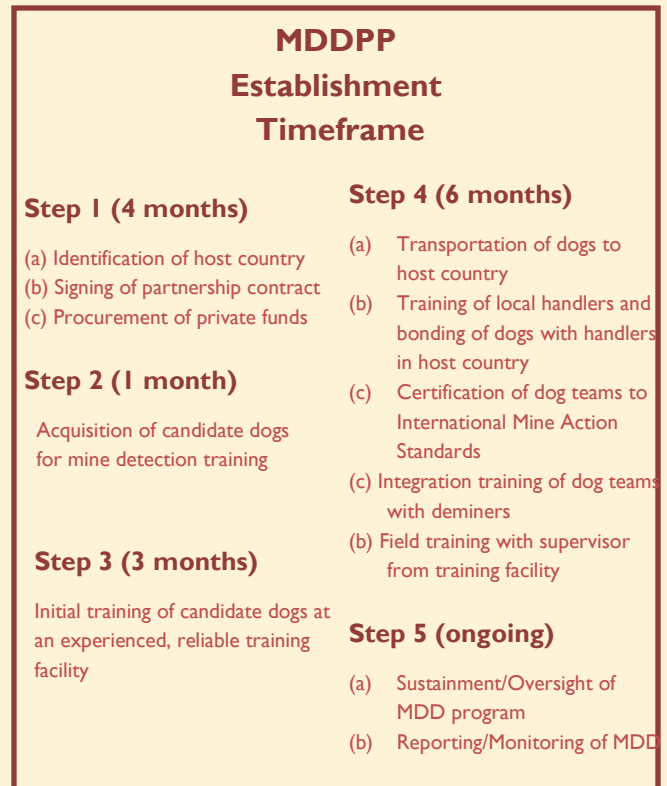 MDDPP
Establishment
Timeframe
Step 1 (4 months)
(a) Identification of host country
(b) Signing of partnership contract
(c) Procurement of private funds
Step 2 (1 month)
Acquisition of candidate dogs
for mine detection training
Step 3 (3 months)
Initial training of candidate dogs at
an experienced, reliable training
facility
Step 4 (6 months)
(a) Transportation of dogs to
host country
(b) Training of local handlers and
bonding of dogs with handlers
in host country
(c) Certification of dog teams to
International Mine Action
Standards
(c) Integration training of dog teams
with deminers
(b) Field training with supervisor
from training facility
Step 5 (ongoing)
(a) Sustainment/Oversight of
MDD program
(b) Reporting/Monitoring of MDD